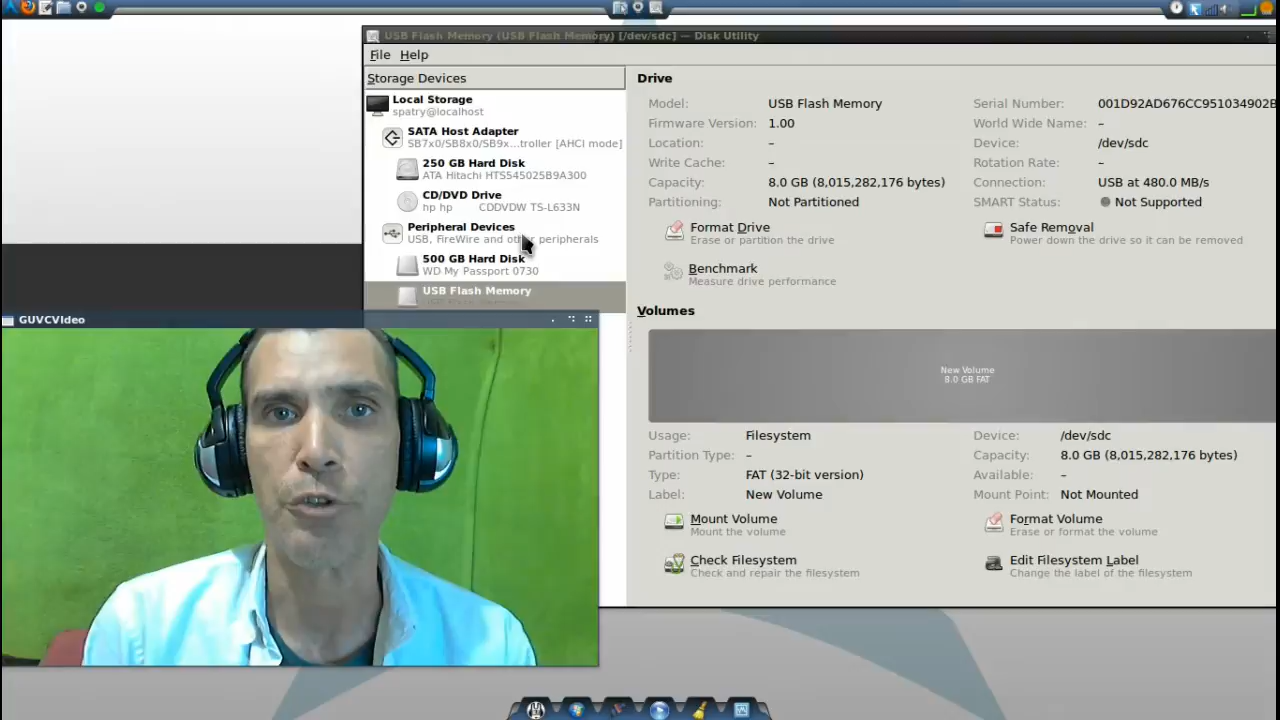 USB Flash Memory (USB Flash Memory) [/dev/sdc] — Disk Utility
File Help
Storage Devices
Local Storage
spatry@localhost
SATA Host Adapter
SB7x0/SB8x0/SB9x...troller [AHCI mode]
250 GB Hard Disk
ATA Hitachi HTS545025B9A300
CD/DVD Drive
hp hp CDDVDW TS-L633N
Peripheral Devices
USB, FireWire and other peripherals
500 GB Hard Disk
WD My Passport 0730
USB Flash Memory
GUVCVideo
Drive
Model: USB Flash Memory
Serial Number: 001D92AD676CC951034902B
Firmware Version: 1.00
World Wide Name: –
Location: –
Device: /dev/sdc
Write Cache: –
Rotation Rate: –
Capacity: 8.0 GB (8,015,282,176 bytes)
Connection: USB at 480.0 MB/s
Partitioning: Not Partitioned
SMART Status: Not Supported
Format Drive
Erase or partition the drive
Safe Removal
Power down the drive so it can be removed
Benchmark
Measure drive performance
Volumes
New Volume
8.0 GB FAT
Usage: Filesystem
Device: /dev/sdc
Partition Type: –
Capacity: 8.0 GB (8,015,282,176 bytes)
Type: FAT (32-bit version)
Available: –
Label: New Volume
Mount Point: Not Mounted
Mount Volume
Mount the volume
Format Volume
Erase or format the volume
Check Filesystem
Check and repair the filesystem
Edit Filesystem Label
Change the label of the filesystem